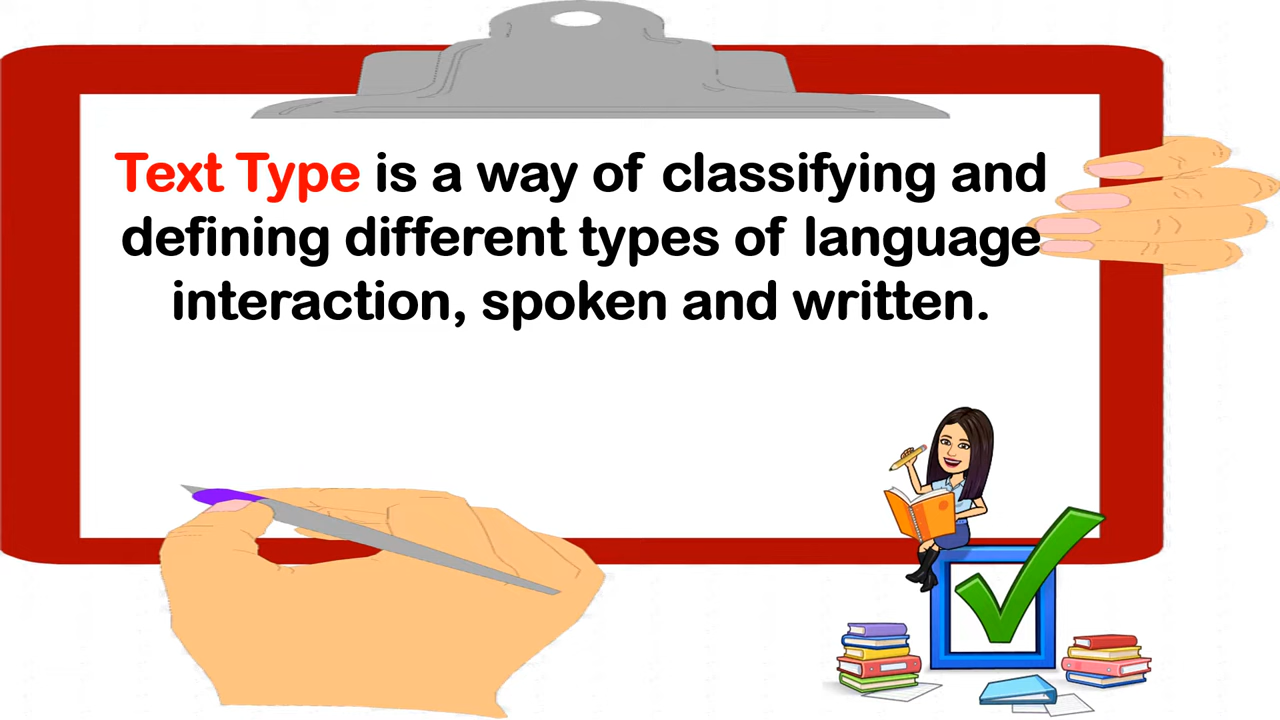 Text Type is a way of classifying and
defining different types of language
interaction, spoken and written.